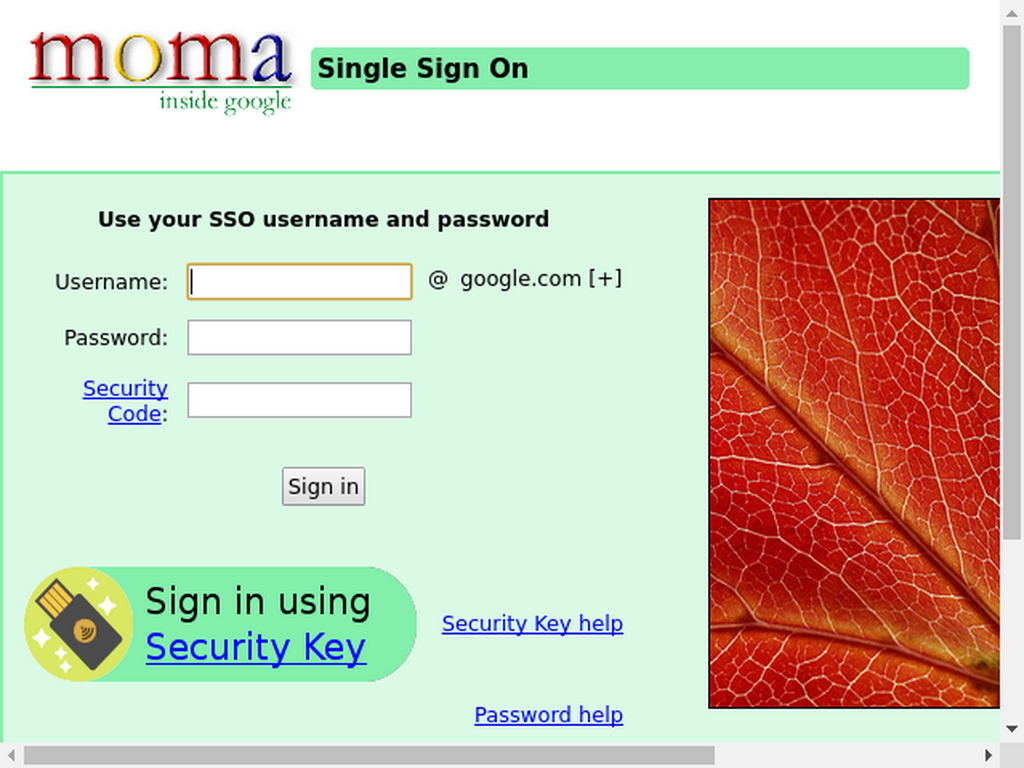 moma
inside google
Single Sign On
Use your SSO username and password
Username:
@ google.com [+]
Password:
Security
Code:
Sign in
Sign in using
Security Key
Security Key help
Password help